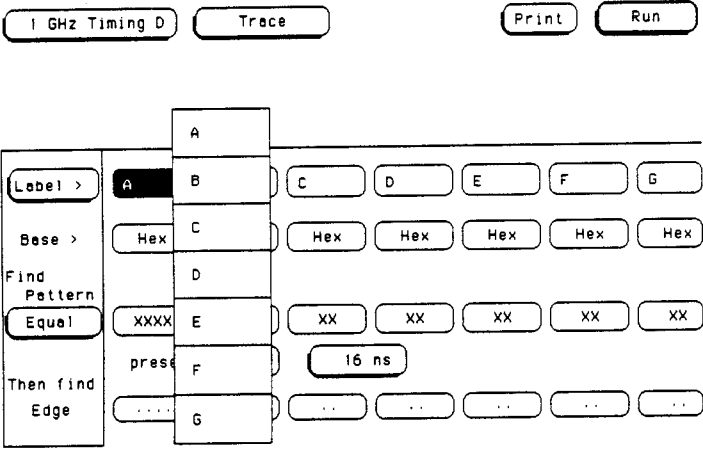 1 GHz Timing D Trace Print Run
A
Label > A B C D E F G
Base > Hex C Hex Hex Hex Hex Hex
Find
Pattern
D
Equal XXXX E XX XX XX XX XX
F 16 ns
Then find
Edge
.... G .. .. .. .. ..